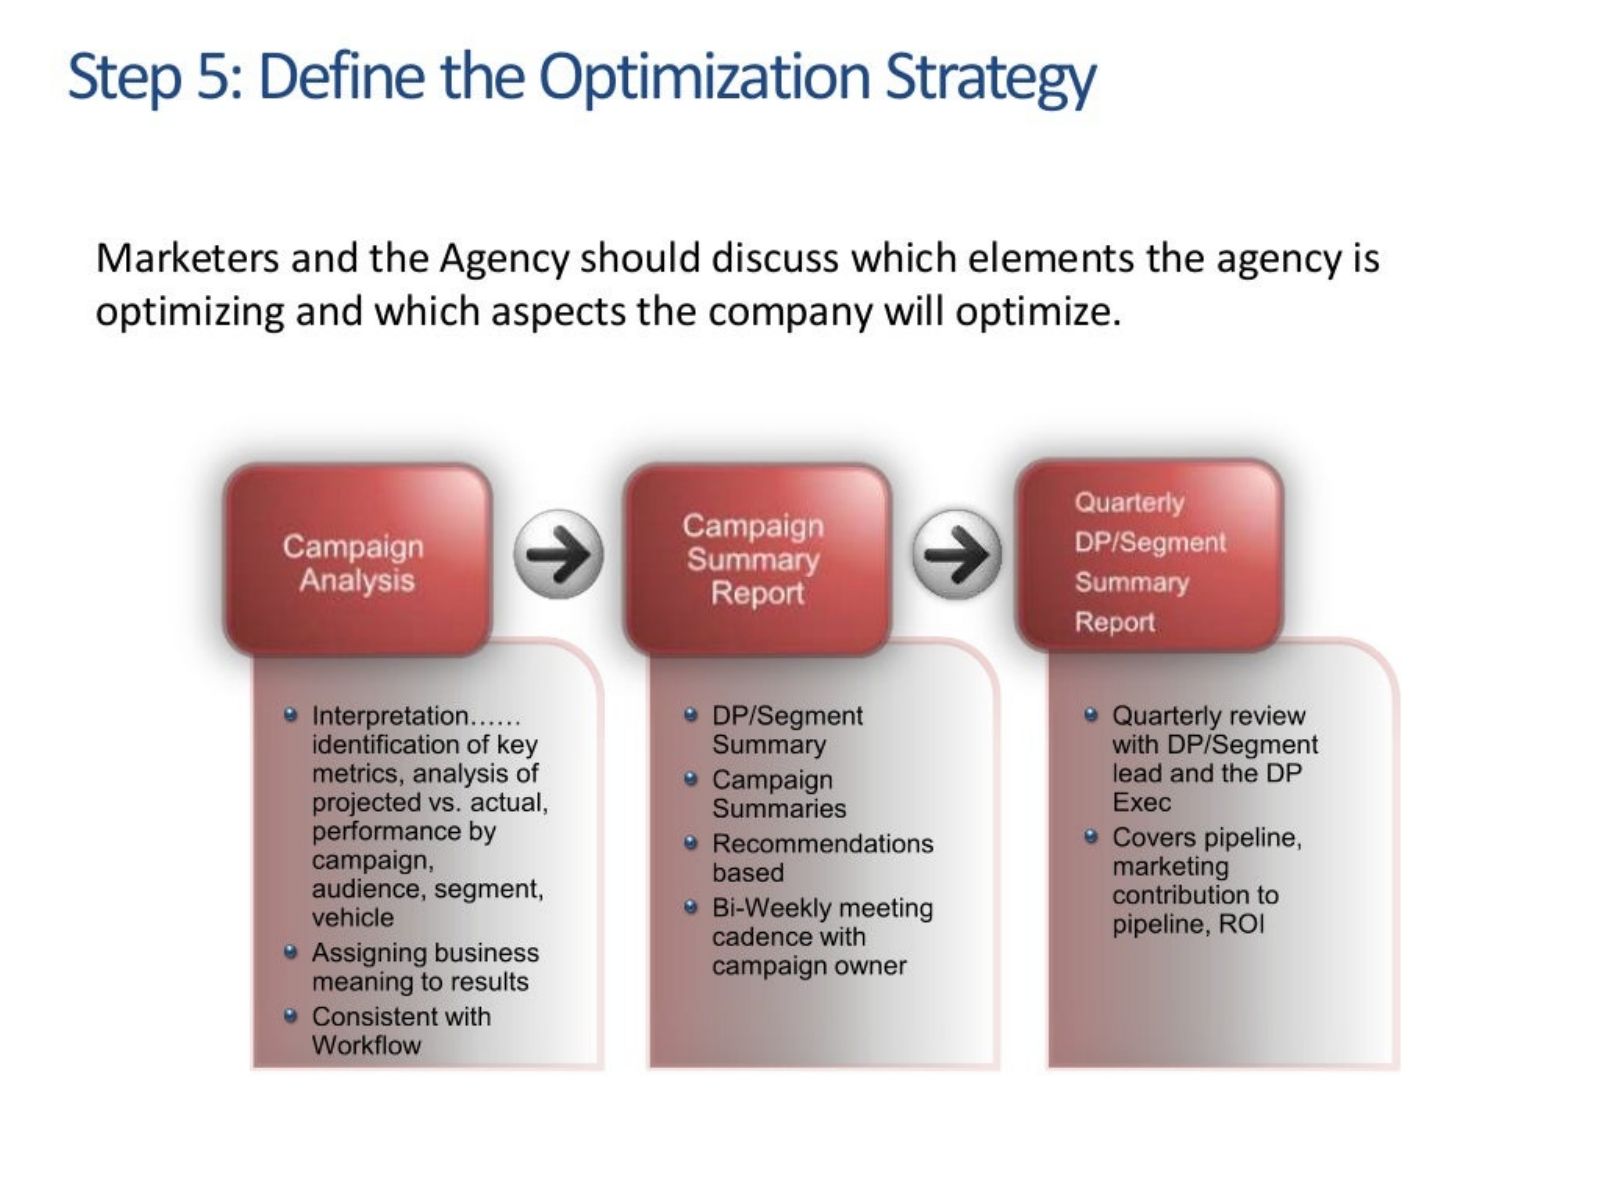 Step 5: Define the Optimization Strategy
Marketers and the Agency should discuss which elements the agency is
optimizing and which aspects the company will optimize.
Campaign
Analysis
Interpretation……
identification of key
metrics, analysis of
projected vs. actual,
performance by
campaign,
audience, segment,
vehicle
Assigning business
meaning to results
Consistent with
Workflow
Campaign
Summary
Report
DP/Segment
Summary
Campaign
Summaries
Recommendations
based
Bi-Weekly meeting
cadence with
campaign owner
Quarterly
DP/Segment
Summary
Report
Quarterly review
with DP/Segment
lead and the DP
Exec
Covers pipeline,
marketing
contribution to
pipeline, ROI